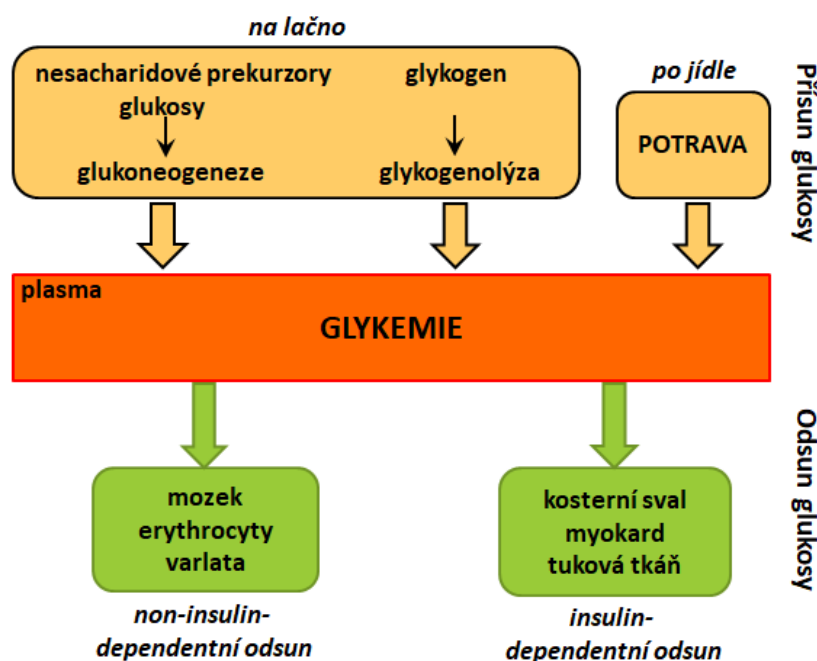 na lačno
nesacharidové prekurzory
glukosy
glukoneogeneze
glykogen
glykogenolýza
po jídle
POTRAVA
Přísun glukosy
plasma
GLYKEMIE
Odsun glukosy
mozek
erythrocyty
varlata
non-insulin-
dependentní odsun
kosterní sval
myokard
tuková tkáň
insulin-
dependentní odsun